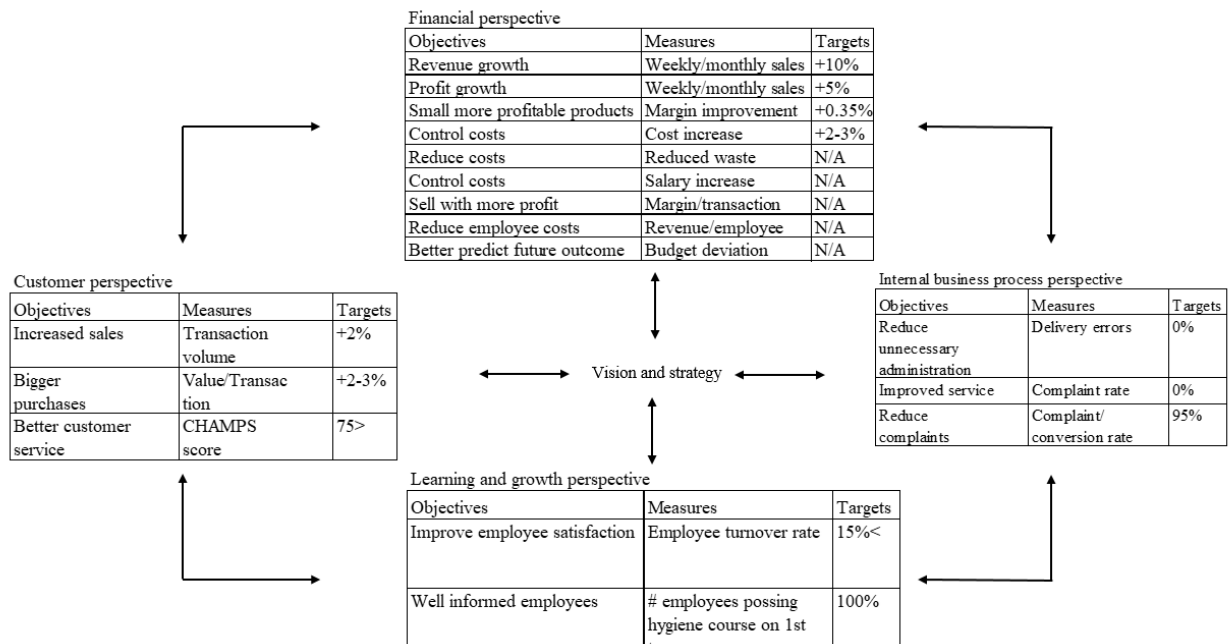 Financial perspective
Objectives Measures Targets
Revenue growth Weekly/monthly sales +10%
Profit growth Weekly/monthly sales +5%
Small more profitable products Margin improvement +0.35%
Control costs Cost increase +2-3%
Reduce costs Reduced waste N/A
Control costs Salary increase N/A
Sell with more profit Margin/transaction N/A
Reduce employee costs Revenue/employee N/A
Better predict future outcome Budget deviation N/A
Customer perspective
Objectives Measures Targets
Increased sales Transaction +2%
volume
Bigger Value/Transac +2-3%
purchases tion
Better customer CHAMPS 75>
service score
Vision and strategy
Internal business process perspective
Objectives Measures Targets
Reduce Delivery errors 0%
unnecessary
administration
Improved service Complaint rate 0%
Reduce Complaint/ 95%
complaints conversion rate
Learning and growth perspective
Objectives Measures Targets
Improve employee satisfaction Employee turnover rate 15%<
Well informed employees # employees possing 100%
hygiene course on 1st